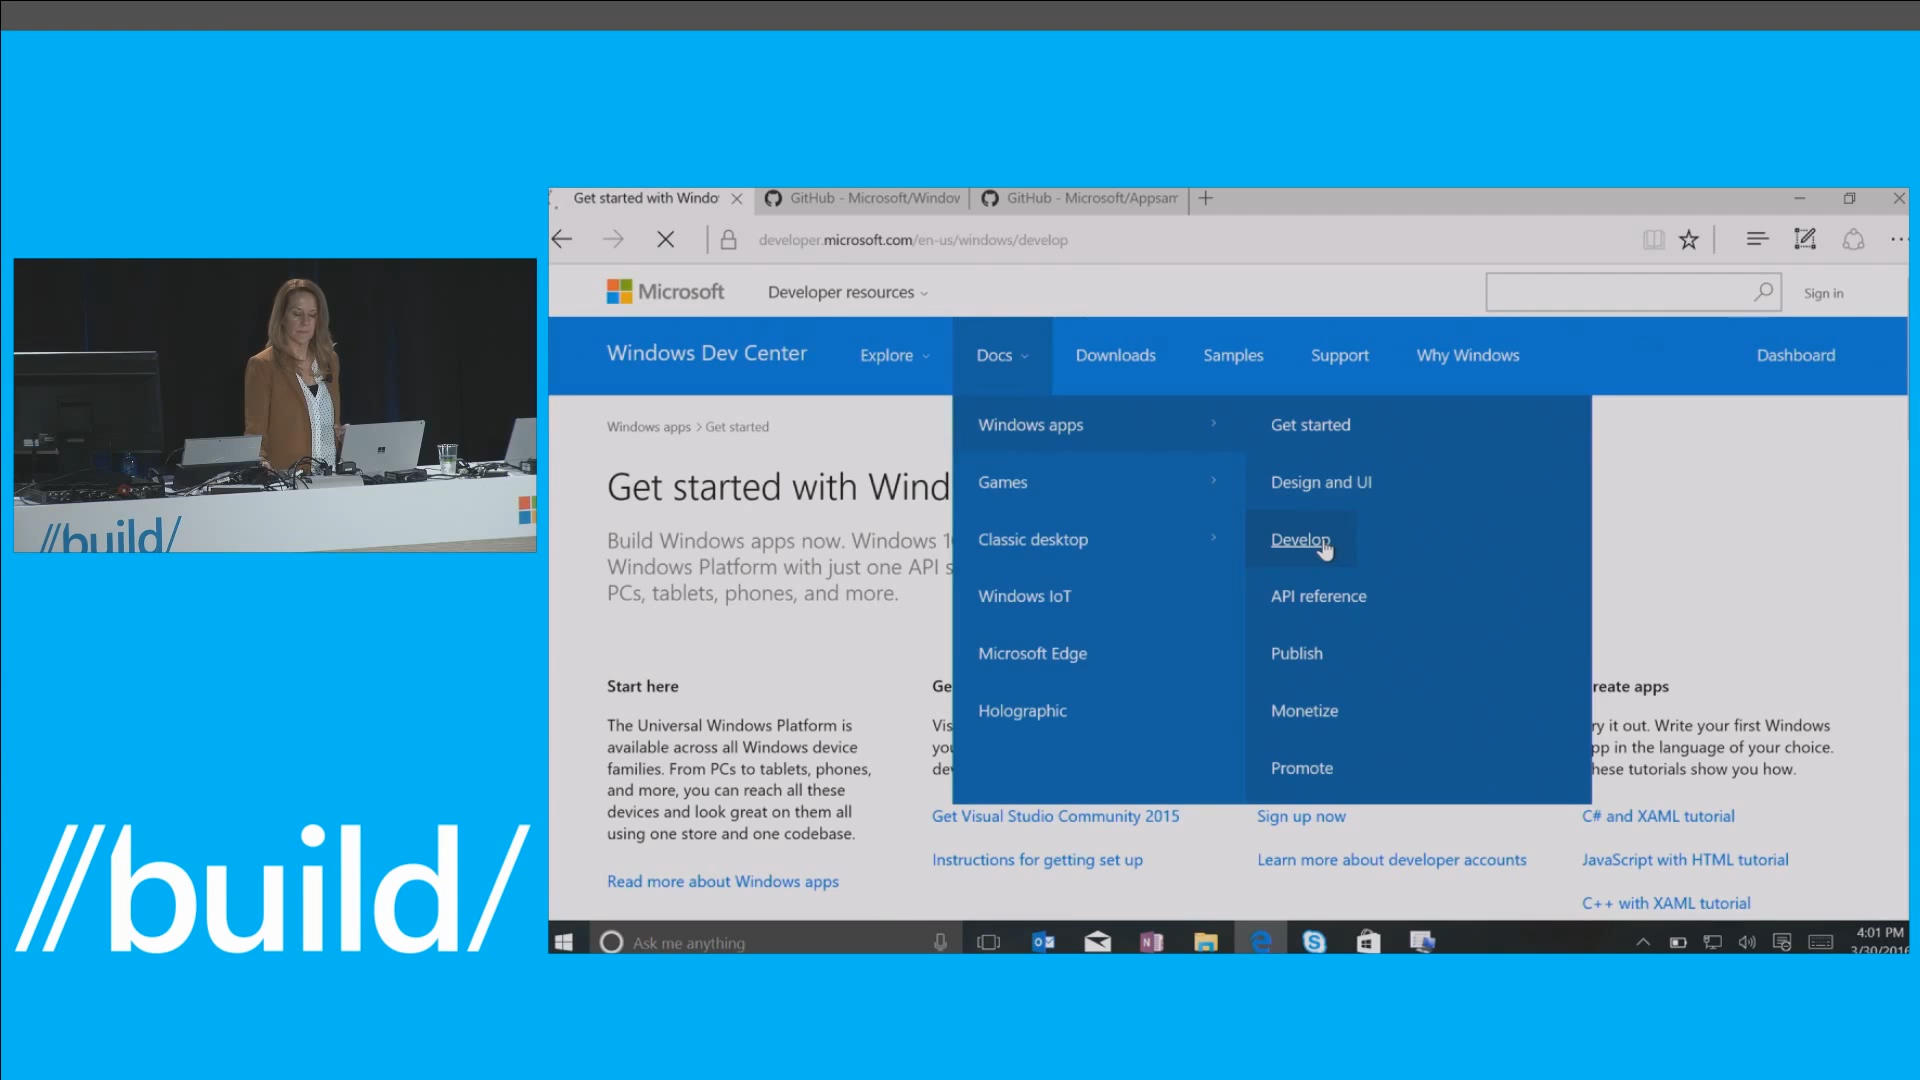 Get started with Windo
GitHub - Microsoft/Windov
GitHub - Microsoft/Appsam
developer.microsoft.com/en-us/windows/develop
Microsoft
Developer resources
Sign in
Windows Dev Center
Explore
Docs
Downloads
Samples
Support
Why Windows
Dashboard
Windows apps > Get started
Get started with Wind
Build Windows apps now. Windows 1
Windows Platform with just one API s
PCs, tablets, phones, and more.
Windows apps
Games
Classic desktop
Windows IoT
Microsoft Edge
Holographic
Get started
Design and UI
Develop
API reference
Publish
Monetize
Promote
Start here
The Universal Windows Platform is
available across all Windows device
families. From PCs to tablets, phones,
and more, you can reach all these
devices and look great on them all
using one store and one codebase.
Read more about Windows apps
Ge
Vis
you
dev
Get Visual Studio Community 2015
Instructions for getting set up
Sign up now
Learn more about developer accounts
reate apps
ry it out. Write your first Windows
pp in the language of your choice.
hese tutorials show you how.
C# and XAML tutorial
JavaScript with HTML tutorial
C++ with XAML tutorial
Ask me anything
4:01 PM
3/30/2016
//build/
//build/